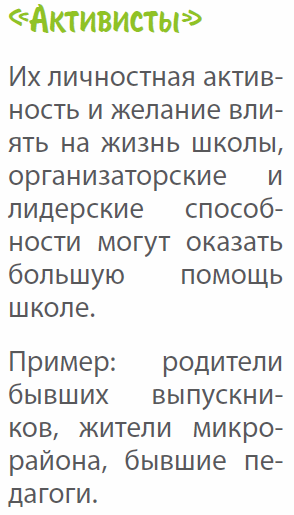 «Активисты»
Их личностная актив-
ность и желание вли-
ять на жизнь школы,
организаторские и
лидерские способ-
ности могут оказать
большую помощь
школе.
Пример: родители
бывших выпускни-
ков, жители микро-
района, бывшие пе-
дагоги.